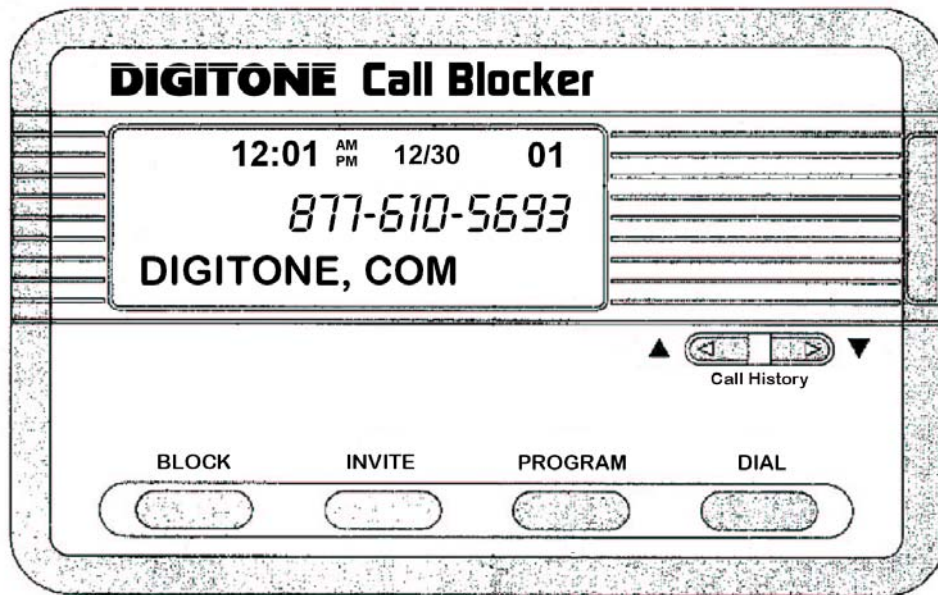 DIGITONE Call Blocker
12:01 AM PM 12/30 01
877-610-5693
DIGITONE, COM
Call History
BLOCK INVITE PROGRAM DIAL